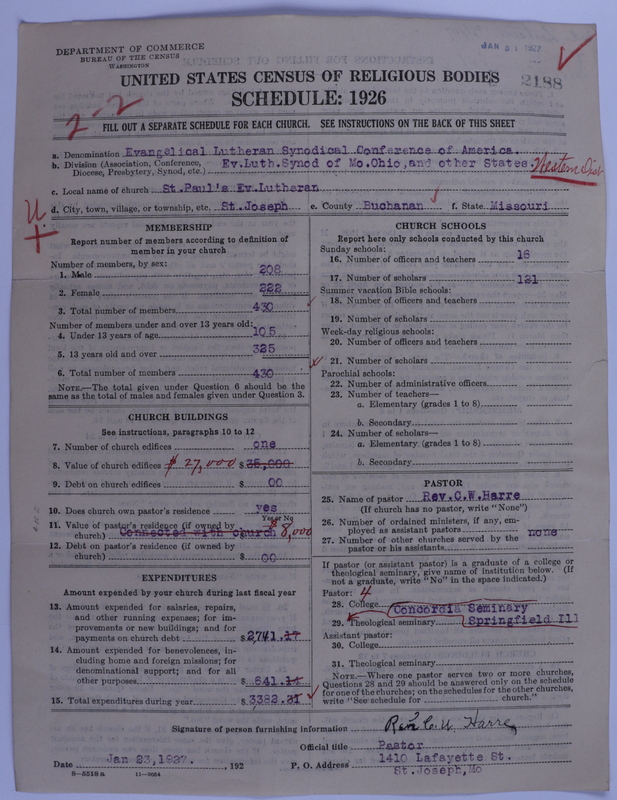 DEPARTMENT OF COMMERCE
BUREAU OF THE CENSUS
WASHINGTON
JAN 31 1927
UNITED STATES CENSUS OF RELIGIOUS BODIES
2188
SCHEDULE: 1926
2-2
FILL OUT A SEPARATE SCHEDULE FOR EACH CHURCH. SEE INSTRUCTIONS ON THE BACK OF THIS SHEET
a. Denomination Evangelical Lutheran Synodical Conference of America.
b. Division (Association, Conference, Diocese, Presbytery, Synod, etc.) Ev.Luth.Synod of Mo.Ohio,and other States. Western Dist
c. Local name of church St.Paul's Ev.Lutheran
d. City, town, village, or township, etc. St.Joseph e. County Buchanan f. State Missouri
U
MEMBERSHIP
Report number of members according to definition of
member in your church
Number of members, by sex:
1. Male 208
2. Female 222
3. Total number of members 430
Number of members under and over 13 years old:
4. Under 13 years of age 105
5. 13 years old and over 325
6. Total number of members 430
NOTE.—The total given under Question 6 should be the
same as the total of males and females given under Question 3.
CHURCH BUILDINGS
See instructions, paragraphs 10 to 12
7. Number of church edifices one
8. Value of church edifices $27,000 $35,000
9. Debt on church edifices $ 00
10. Does church own pastor's residence yes
Yes or No
11. Value of pastor's residence (if owned by
church) Connected with church $8,000
12. Debt on pastor's residence (if owned by
church) $ 00
EXPENDITURES
Amount expended by your church during last fiscal year
13. Amount expended for salaries, repairs,
and other running expenses; for im-
provements or new buildings; and for
payments on church debt $2741.17
14. Amount expended for benevolences, in-
cluding home and foreign missions; for
denominational support; and for all
other purposes $ 641.14
15. Total expenditures during year $3382.31
CHURCH SCHOOLS
Report here only schools conducted by this church
Sunday schools:
16. Number of officers and teachers 16
17. Number of scholars 121
Summer vacation Bible schools:
18. Number of officers and teachers
19. Number of scholars
Week-day religious schools:
20. Number of officers and teachers
21. Number of scholars
Parochial schools:
22. Number of administrative officers
23. Number of teachers—
a. Elementary (grades 1 to 8)
b. Secondary
24. Number of scholars—
a. Elementary (grades 1 to 8)
b. Secondary
PASTOR
25. Name of pastor Rev.C.W.Harre
(If church has no pastor, write "None")
26. Number of ordained ministers, if any, em-
ployed as assistant pastors
27. Number of other churches served by the
pastor or his assistants none
If pastor (or assistant pastor) is a graduate of a college or
theological seminary, give name of institution below. (If
not a graduate, write "No" in the space indicated.)
Pastor: 4
28. College Concordia Seminary
29. Theological seminary Springfield Ill
Assistant pastor:
30. College
31. Theological seminary
NOTE.—Where one pastor serves two or more churches,
Questions 28 and 29 should be answered only on the schedule
for one of the churches; on the schedules for the other churches,
write "See schedule for church."
Signature of person furnishing information Rev. C W Harre
Official title Pastor
Date Jan 23,1927. , 192 P. O. Address 1410 Lafayette St.
St.Joseph,Mo
8—5518a 11—9054